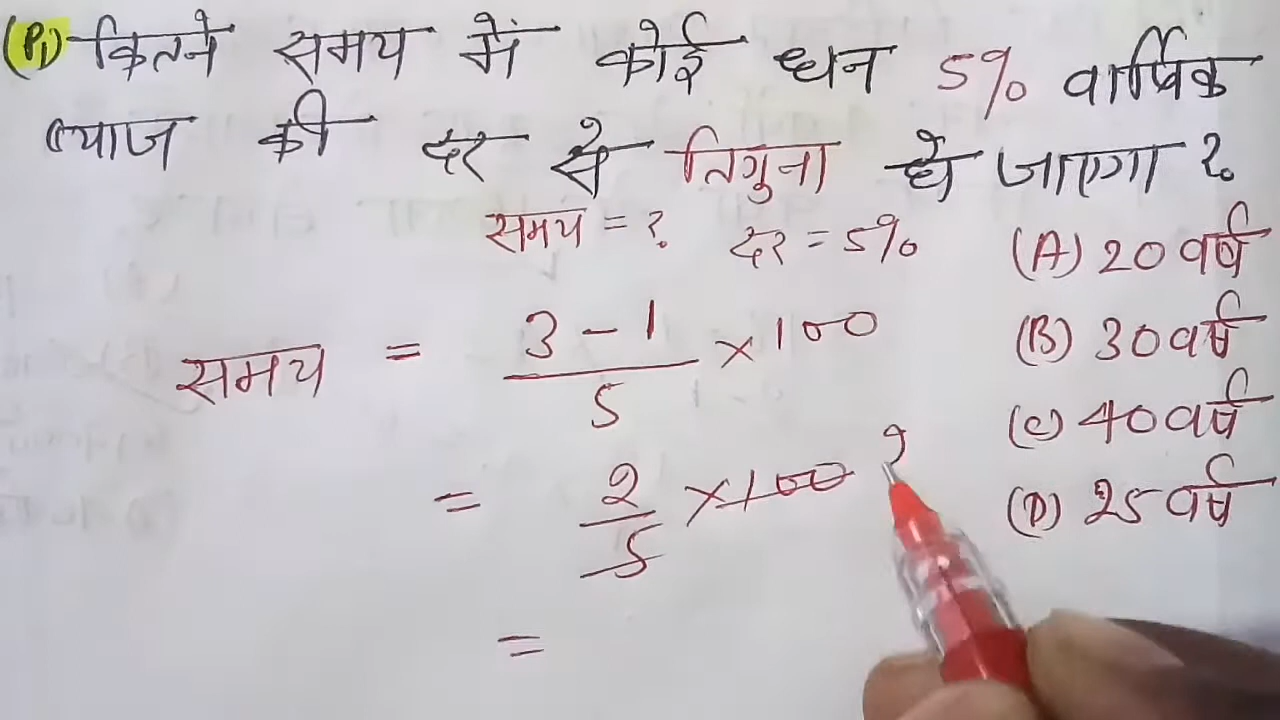 (P1) कितने समय में कोई धन 5% वार्षिक
ब्याज की दर से तिगुना हो जाएगा ?
समय = ? दर = 5%
(A) 20 वर्ष
(B) 30 वर्ष
(C) 40 वर्ष
(D) 25 वर्ष
समय = 3 - 1 / 5 × 100
= 2 / 5 × 100
=